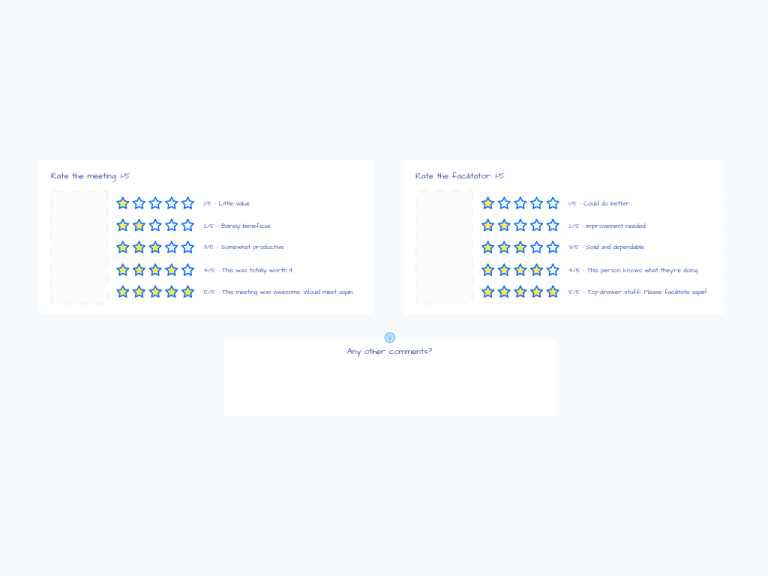 Rate the meeting: 1-5
1/5 - Little value
2/5 - Barely beneficial
3/5 - Somewhat productive
4/5 - This was totally worth it
5/5 - This meeting was awesome. Would meet again.
Rate the facilitator: 1-5
1/5 - Could do better
2/5 - Improvement needed
3/5 - Solid and dependable
4/5 - This person knows what they're doing
5/5 - Top-drawer stuff. Please facilitate again!
Any other comments?